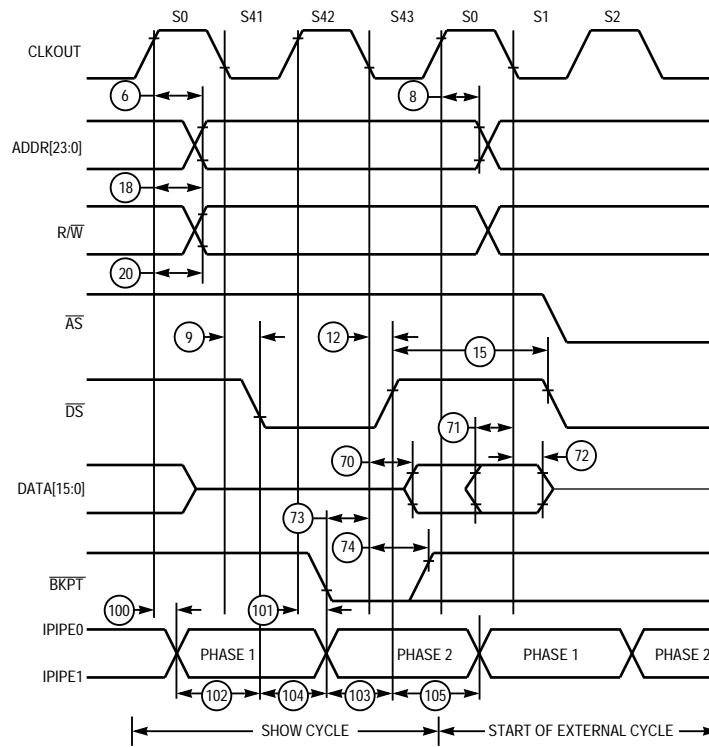 S0 S41 S42 S43 S0 S1 S2
CLKOUT
6 8
ADDR[23:0]
18
R/W
20
AS
9 12 15
DS
71
70 72
DATA[15:0]
73
74
BKPT
100 101
IPIPE0
PHASE 1 PHASE 2 PHASE 1 PHASE 2
IPIPE1
102 104 103 105
SHOW CYCLE START OF EXTERNAL CYCLE